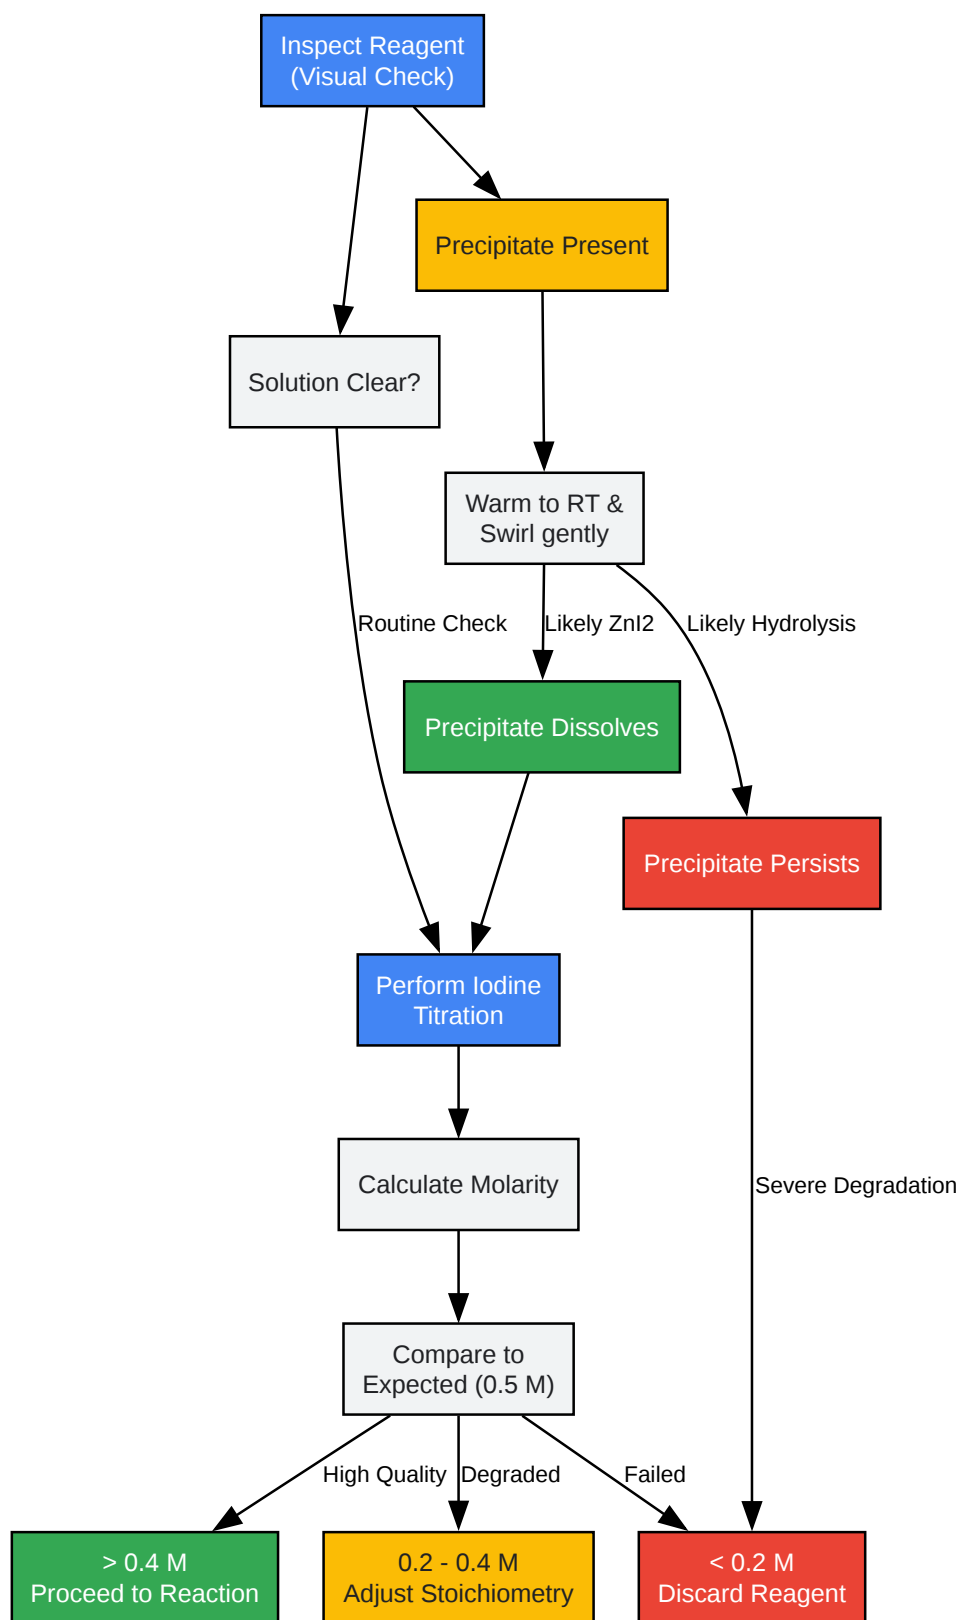 Inspect Reagent
(Visual Check)
Precipitate Present
Solution Clear?
Warm to RT &
Swirl gently
Routine Check
Likely ZnI2
Likely Hydrolysis
Precipitate Dissolves
Precipitate Persists
Perform Iodine
Titration
Calculate Molarity
Severe Degradation
Compare to
Expected (0.5 M)
High Quality
Degraded
Failed
> 0.4 M
Proceed to Reaction
0.2 - 0.4 M
Adjust Stoichiometry
< 0.2 M
Discard Reagent